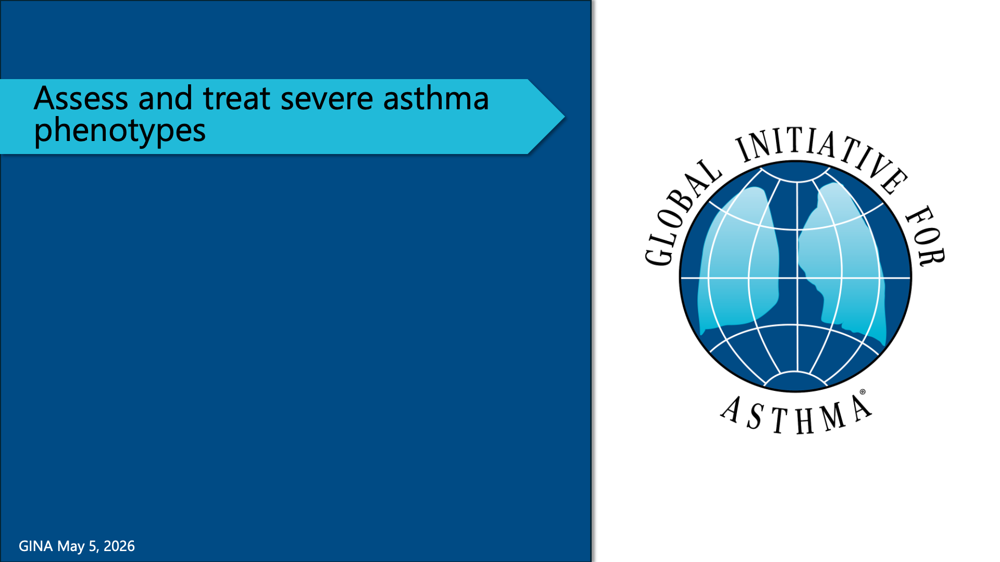 Assess and treat severe asthma
phenotypes
GLOBAL INITIATIVE FOR
ASTHMA®
GINA May 5, 2026